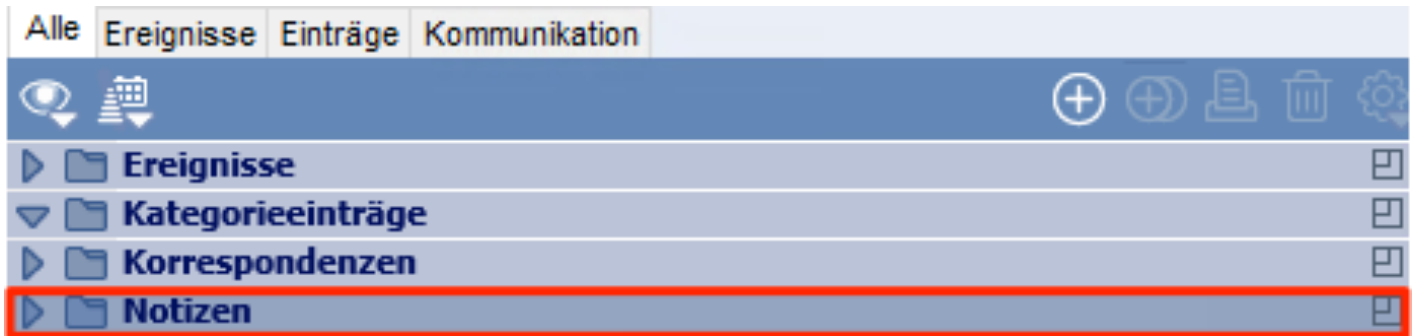 Alle Ereignisse Einträge Kommunikation
Ereignisse
Kategorieeinträge
Korrespondenzen
Notizen